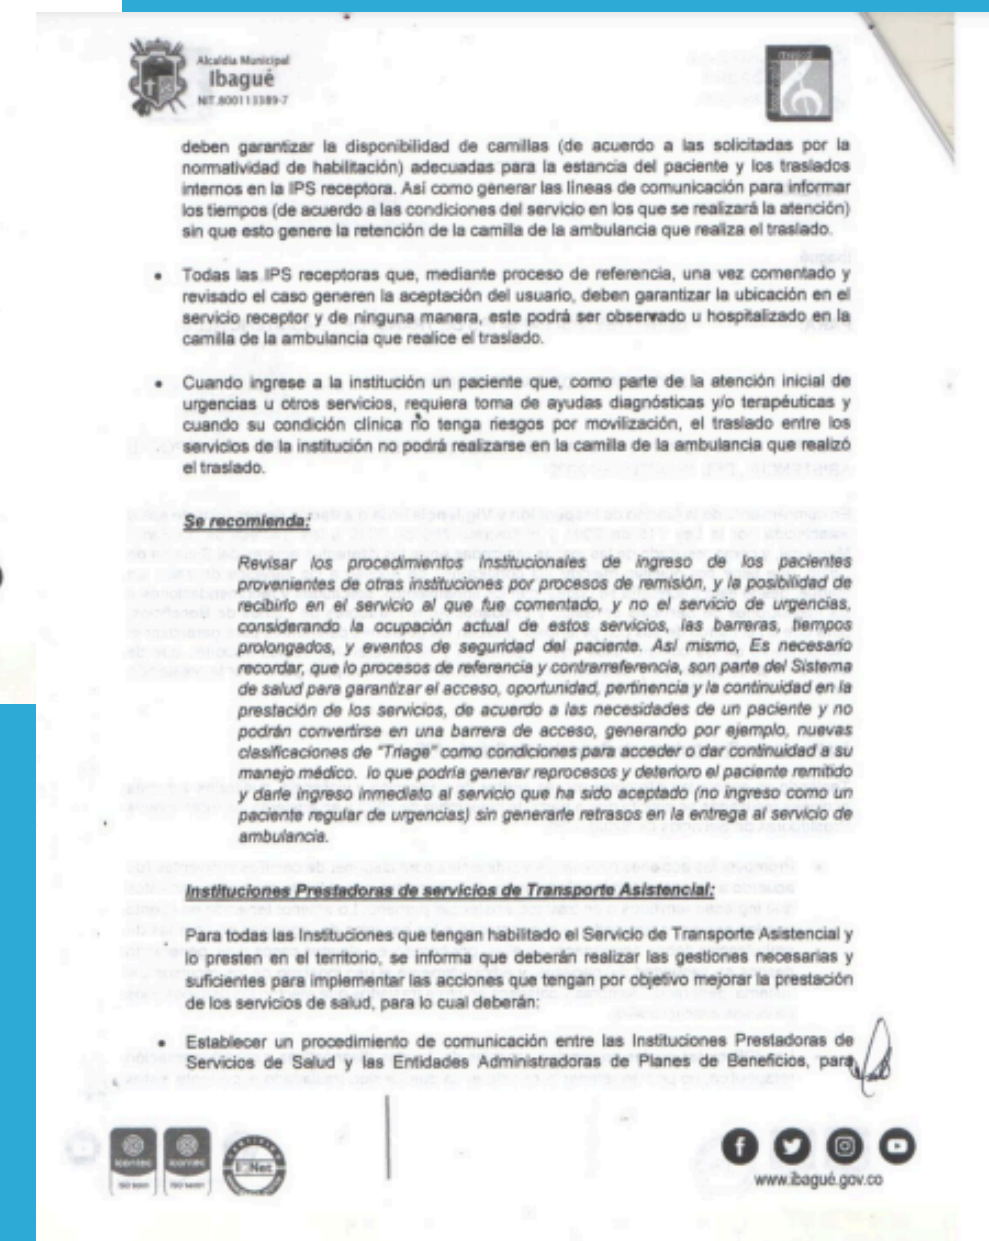 Alcaldía Municipal
Ibagué
NIT.800113389-7
deben garantizar la disponibilidad de camillas (de acuerdo a las solicitadas por la
normatividad de habilitación) adecuadas para la estancia del paciente y los traslados
internos en la IPS receptora. Así como generar las líneas de comunicación para informar
los tiempos (de acuerdo a las condiciones del servicio en los que se realizará la atención)
sin que esto genere la retención de la camilla de la ambulancia que realiza el traslado.
• Todas las IPS receptoras que, mediante proceso de referencia, una vez comentado y
revisado el caso generen la aceptación del usuario, deben garantizar la ubicación en el
servicio receptor y de ninguna manera, este podrá ser observado u hospitalizado en la
camilla de la ambulancia que realice el traslado.
• Cuando ingrese a la institución un paciente que, como parte de la atención inicial de
urgencias u otros servicios, requiera toma de ayudas diagnósticas y/o terapéuticas y
cuando su condición clínica no tenga riesgos por movilización, el traslado entre los
servicios de la institución no podrá realizarse en la camilla de la ambulancia que realizó
el traslado.
Se recomienda:
Revisar los procedimientos Institucionales de ingreso de los pacientes
provenientes de otras instituciones por procesos de remisión, y la posibilidad de
recibirlo en el servicio al que fue comentado, y no el servicio de urgencias,
considerando la ocupación actual de estos servicios, las barreras, tiempos
prolongados, y eventos de seguridad del paciente. Así mismo, Es necesario
recordar, que lo procesos de referencia y contrarreferencia, son parte del Sistema
de salud para garantizar el acceso, oportunidad, pertinencia y la continuidad en la
prestación de los servicios, de acuerdo a las necesidades de un paciente y no
podrán convertirse en una barrera de acceso, generando por ejemplo, nuevas
clasificaciones de "Triage" como condiciones para acceder o dar continuidad a su
manejo médico. lo que podría generar reprocesos y deterioro el paciente remitido
y darle ingreso inmediato al servicio que ha sido aceptado (no ingreso como un
paciente regular de urgencias) sin generarle retrasos en la entrega al servicio de
ambulancia.
Instituciones Prestadoras de servicios de Transporte Asistencial:
Para todas las Instituciones que tengan habilitado el Servicio de Transporte Asistencial y
lo presten en el territorio, se informa que deberán realizar las gestiones necesarias y
suficientes para implementar las acciones que tengan por objetivo mejorar la prestación
de los servicios de salud, para lo cual deberán:
• Establecer un procedimiento de comunicación entre las Instituciones Prestadoras de
Servicios de Salud y las Entidades Administradoras de Planes de Beneficios, para
icontec icontec IQNet
ISO 9001
www.ibagué.gov.co